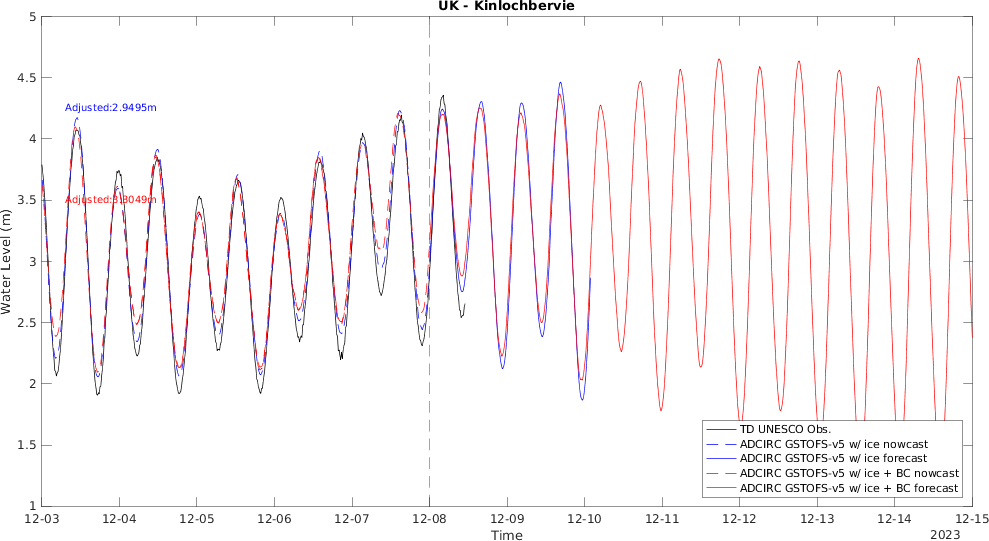 UK - Kinlochbervie
Water Level (m)
5
4.5
4
3.5
3
2.5
2
1.5
1
Adjusted:2.9495m
Adjusted:3.3049m
TD UNESCO Obs.
ADCIRC GSTOFS-v5 w/ ice nowcast
ADCIRC GSTOFS-v5 w/ ice forecast
ADCIRC GSTOFS-v5 w/ ice + BC nowcast
ADCIRC GSTOFS-v5 w/ ice + BC forecast
12-03 12-04 12-05 12-06 12-07 12-08 12-09 12-10 12-11 12-12 12-13 12-14 12-15
Time
2023